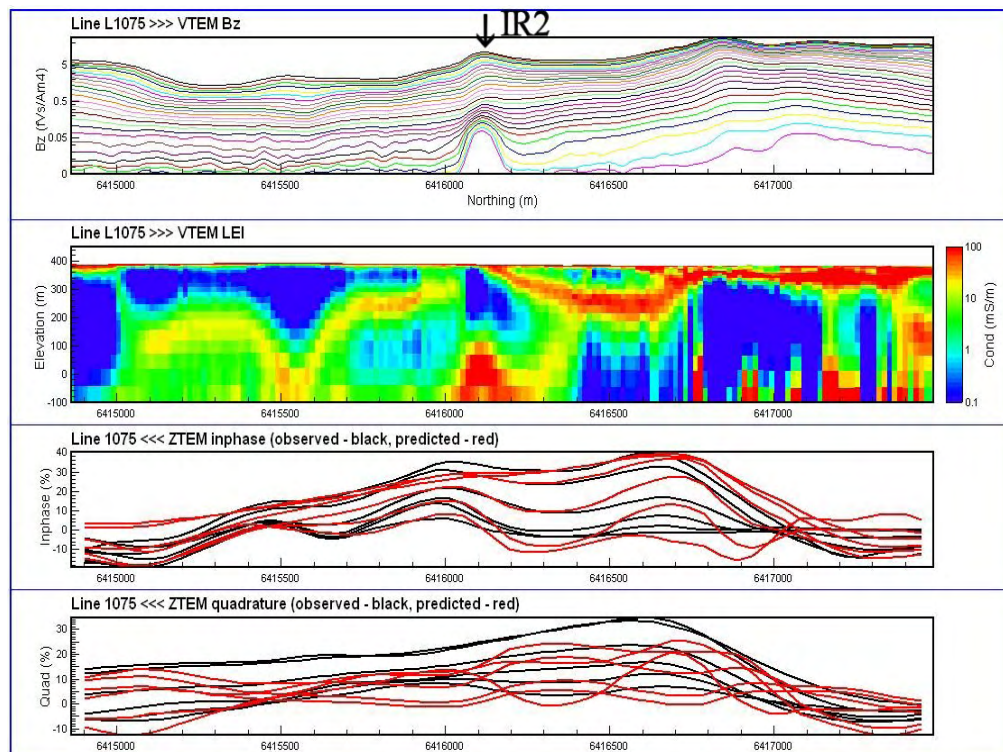 Line L1075 >>> VTEM Bz
↓ IR2
Bz (fVs/Am4)
5
0.5
0.05
0
6415000 6415500 6416000 6416500 6417000
Northing (m)
Line L1075 >>> VTEM LEI
Elevation (m)
400
300
200
100
0
-100
6415000 6415500 6416000 6416500 6417000
100
10
1
0.1
Cond (mS/m)
Line 1075 <<< ZTEM inphase (observed - black, predicted - red)
Inphase (%)
40
30
20
10
0
-10
6415000 6415500 6416000 6416500 6417000
Line 1075 <<< ZTEM quadrature (observed - black, predicted - red)
Quad (%)
30
20
10
0
-10
6415000 6415500 6416000 6416500 6417000